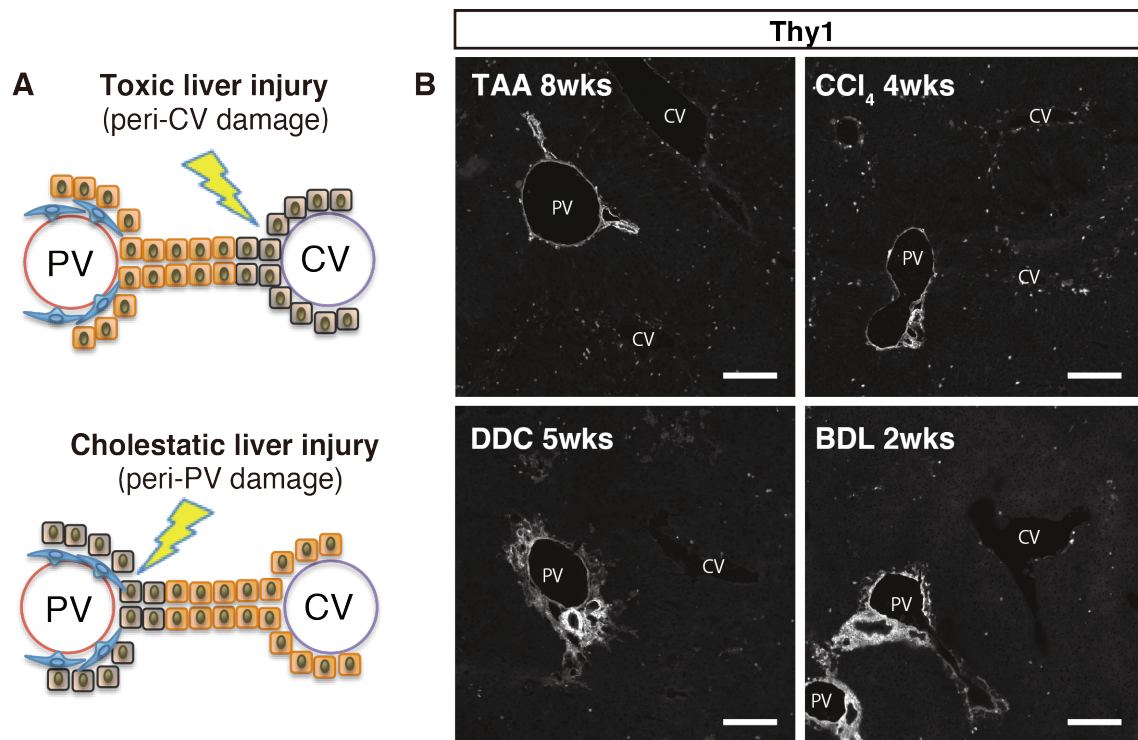 Thy1
A
Toxic liver injury
(peri-CV damage)
PV
CV
Cholestatic liver injury
(peri-PV damage)
PV
CV
B
TAA 8wks
CV
PV
CV
CCl₄ 4wks
CV
PV
CV
DDC 5wks
PV
CV
BDL 2wks
CV
PV
PV